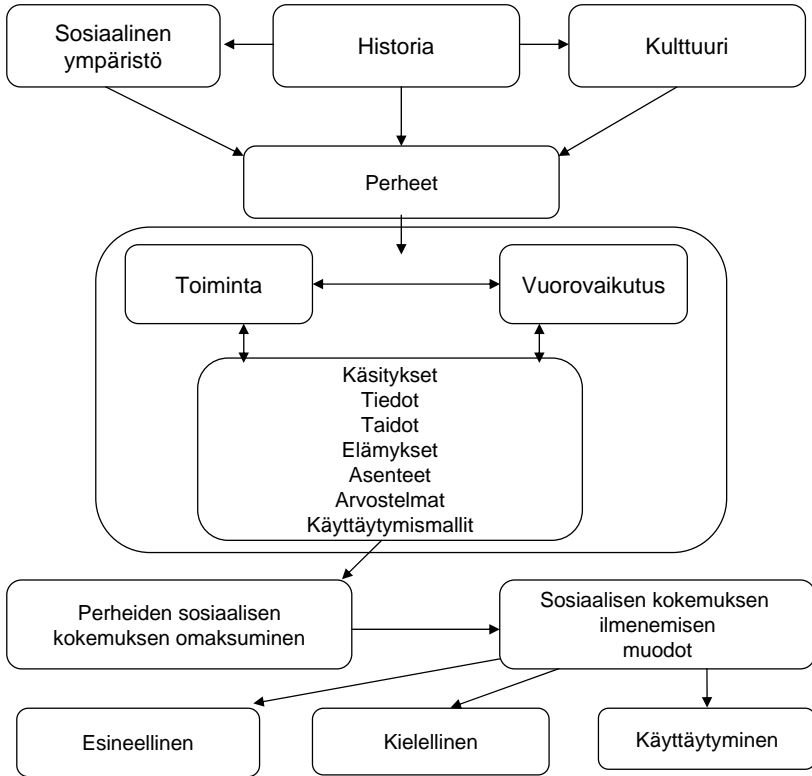 Sosiaalinen
ympäristö
Historia
Kulttuuri
Perheet
Toiminta
Vuorovaikutus
Käsitykset
Tiedot
Taidot
Elämykset
Asenteet
Arvostelmat
Käyttäytymismallit
Perheiden sosiaalisen
kokemuksen omaksuminen
Sosiaalisen kokemuksen
ilmenemisen
muodot
Esineellinen
Kielellinen
Käyttäytyminen